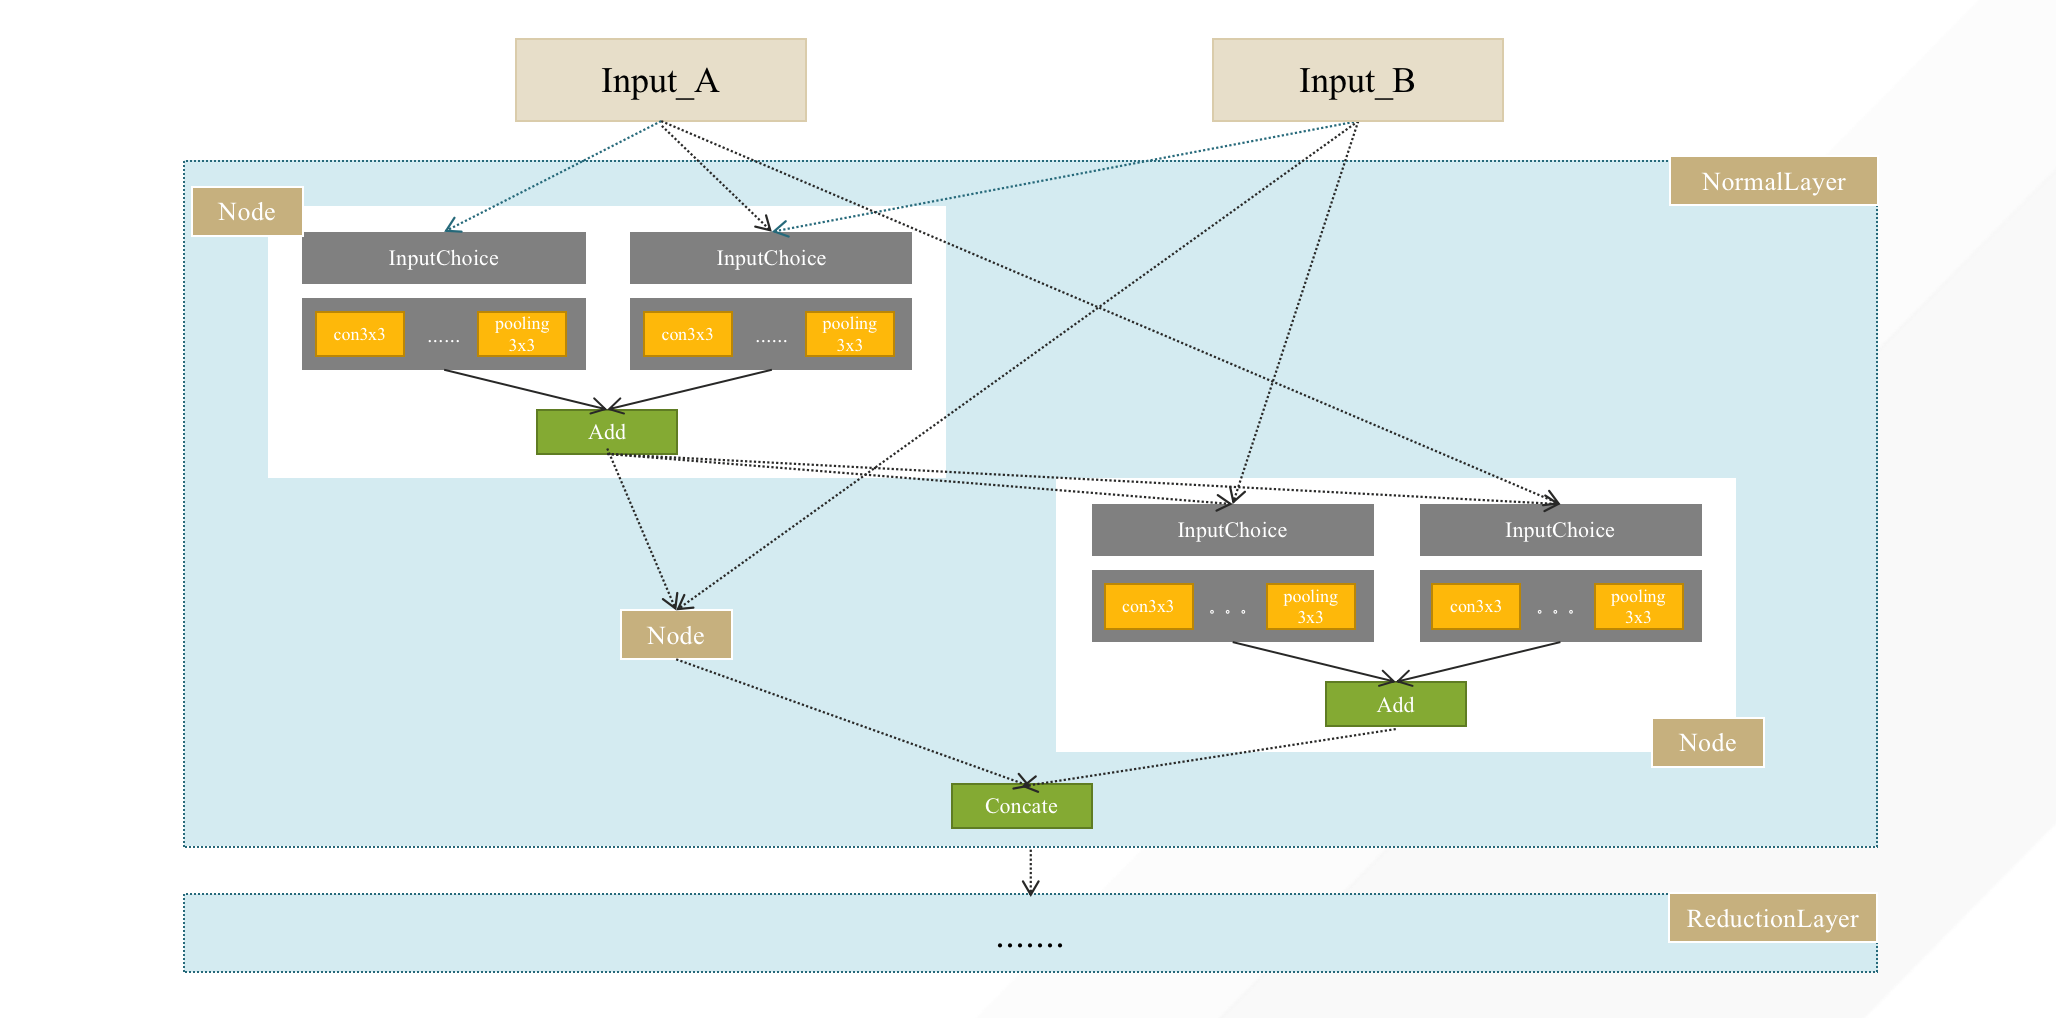 Input_A
Input_B
NormalLayer
Node
InputChoice
InputChoice
con3x3
......
pooling
3x3
con3x3
......
pooling
3x3
Add
InputChoice
InputChoice
con3x3
。。。
pooling
3x3
con3x3
。。。
pooling
3x3
Node
Add
Node
Concate
ReductionLayer
.......